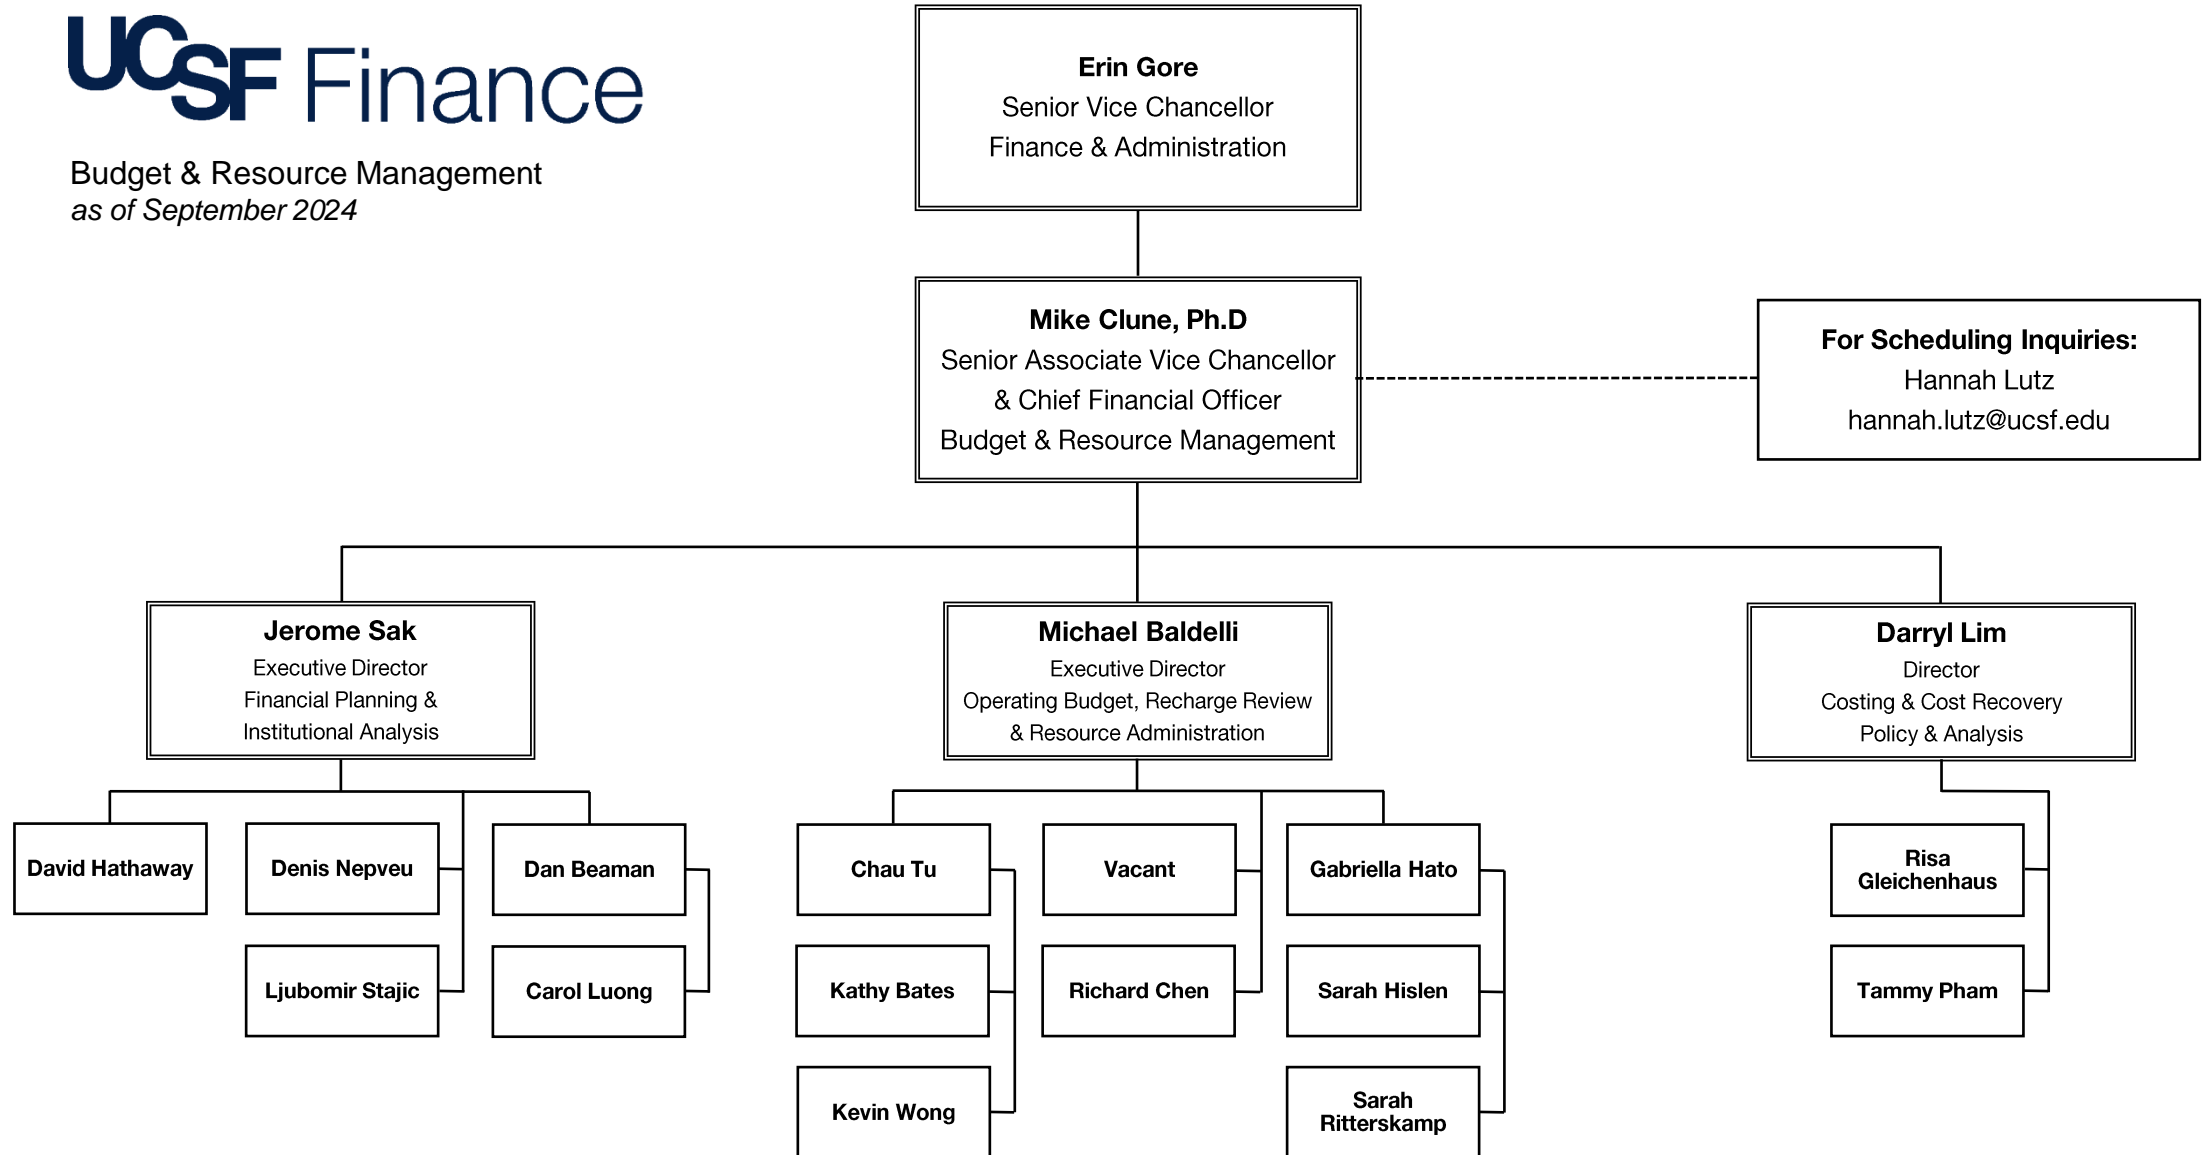 UCSF Finance
Budget & Resource Management
as of September 2024
Erin Gore
Senior Vice Chancellor
Finance & Administration
Mike Clune, Ph.D
Senior Associate Vice Chancellor
& Chief Financial Officer
Budget & Resource Management
For Scheduling Inquiries:
Hannah Lutz
hannah.lutz@ucsf.edu
Jerome Sak
Executive Director
Financial Planning &
Institutional Analysis
Michael Baldelli
Executive Director
Operating Budget, Recharge Review
& Resource Administration
Darryl Lim
Director
Costing & Cost Recovery
Policy & Analysis
David Hathaway
Denis Nepveu
Dan Beaman
Chau Tu
Vacant
Gabriella Hato
Risa
Gleichenhaus
Ljubomir Stajic
Carol Luong
Kathy Bates
Richard Chen
Sarah Hislen
Tammy Pham
Kevin Wong
Sarah
Ritterskamp